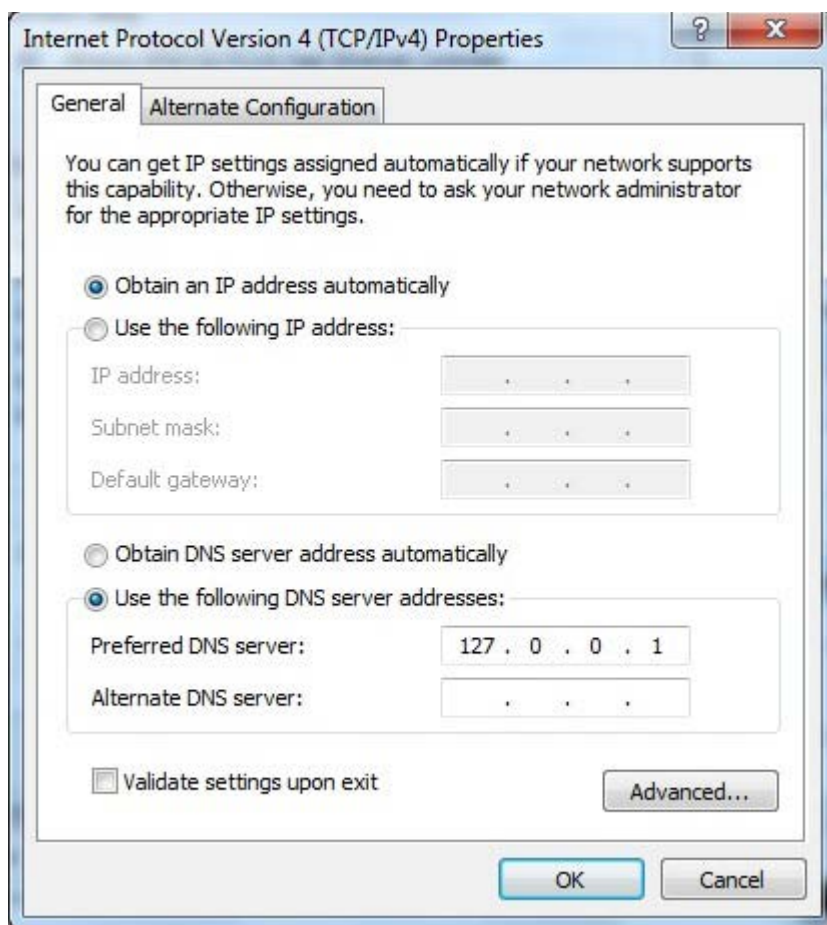 Internet Protocol Version 4 (TCP/IPv4) Properties
?
X
General
Alternate Configuration
You can get IP settings assigned automatically if your network supports
this capability. Otherwise, you need to ask your network administrator
for the appropriate IP settings.
Obtain an IP address automatically
Use the following IP address:
IP address: . . .
Subnet mask: . . .
Default gateway: . . .
Obtain DNS server address automatically
Use the following DNS server addresses:
Preferred DNS server: 127 . 0 . 0 . 1
Alternate DNS server: . . .
Validate settings upon exit
Advanced...
OK
Cancel